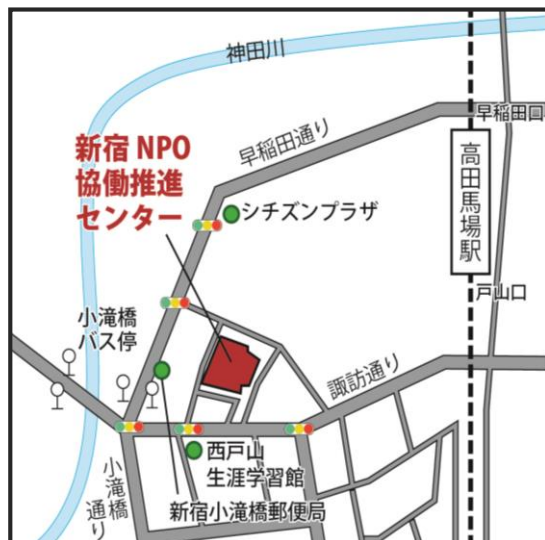 神田川
早稲田通り
早稲田口
新宿 NPO
協働推進
センター
シチズンプラザ
高田馬場駅
戸山口
小滝橋
バス停
諏訪通り
西戸山
生涯学習館
新宿小滝橋郵便局
小滝橋
通り